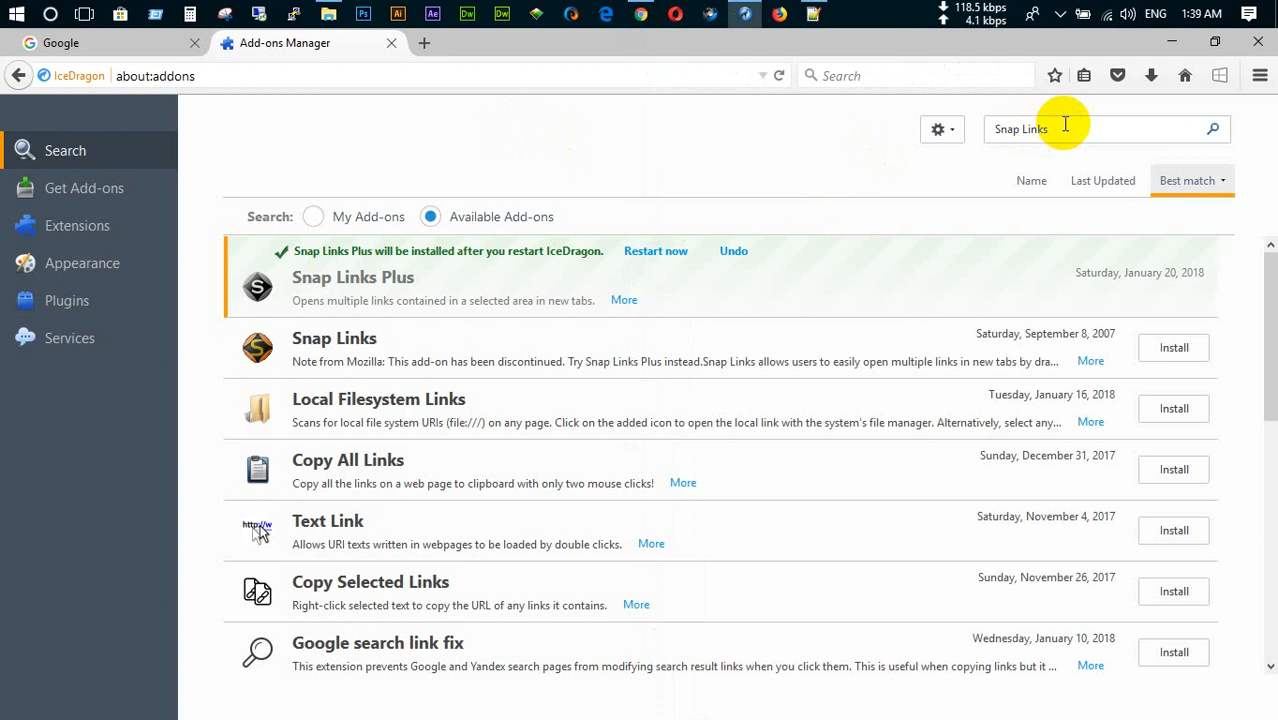 118.5 kbps
4.1 kbps
ENG
1:39 AM
Google
Add-ons Manager
IceDragon
about:addons
Search
Snap Links
Search
Get Add-ons
Extensions
Appearance
Plugins
Services
Name
Last Updated
Best match
Search:
My Add-ons
Available Add-ons
Snap Links Plus will be installed after you restart IceDragon.
Restart now
Undo
Snap Links Plus
Saturday, January 20, 2018
Opens multiple links contained in a selected area in new tabs.
More
Snap Links
Saturday, September 8, 2007
Install
Note from Mozilla: This add-on has been discontinued. Try Snap Links Plus instead.Snap Links allows users to easily open multiple links in new tabs by dra...
More
Local Filesystem Links
Tuesday, January 16, 2018
Install
Scans for local file system URIs (file:///) on any page. Click on the added icon to open the local link with the system's file manager. Alternatively, select any...
More
Copy All Links
Sunday, December 31, 2017
Install
Copy all the links on a web page to clipboard with only two mouse clicks!
More
http://w
Text Link
Saturday, November 4, 2017
Install
Allows URI texts written in webpages to be loaded by double clicks.
More
Copy Selected Links
Sunday, November 26, 2017
Install
Right-click selected text to copy the URL of any links it contains.
More
Google search link fix
Wednesday, January 10, 2018
Install
This extension prevents Google and Yandex search pages from modifying search result links when you click them. This is useful when copying links but it ...
More